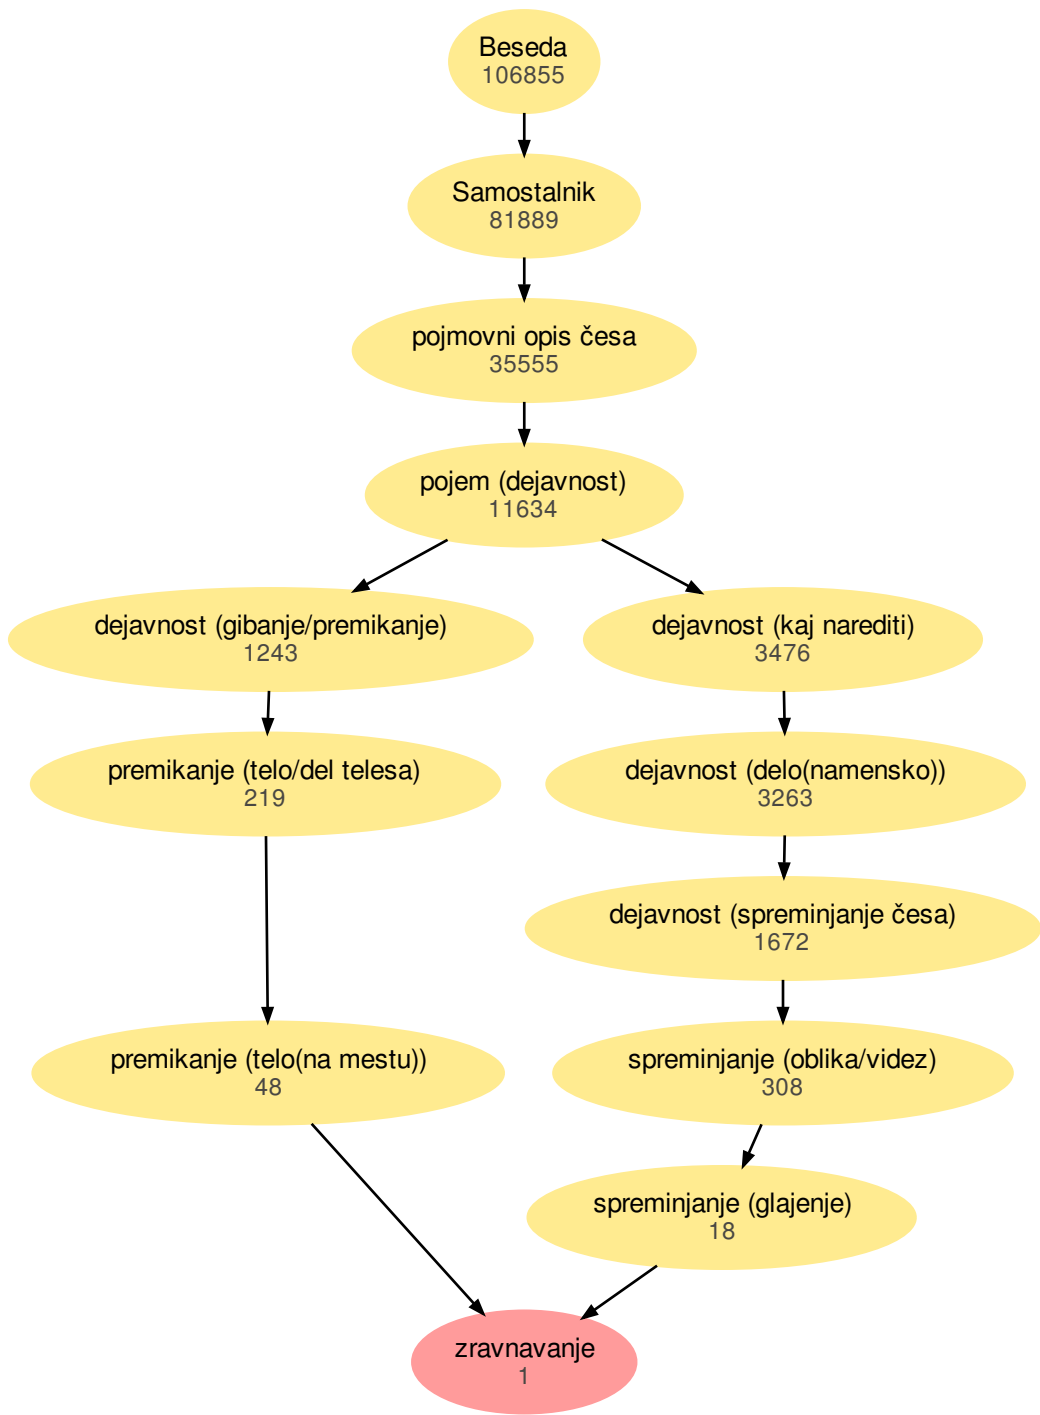 Beseda
106855
Samostalnik
81889
pojmovni opis česa
35555
pojem (dejavnost)
11634
dejavnost (gibanje/premikanje)
1243
dejavnost (kaj narediti)
3476
premikanje (telo/del telesa)
219
dejavnost (delo(namensko))
3263
dejavnost (spreminjanje česa)
1672
premikanje (telo(na mestu))
48
spreminjanje (oblika/videz)
308
spreminjanje (glajenje)
18
zravnavanje
1